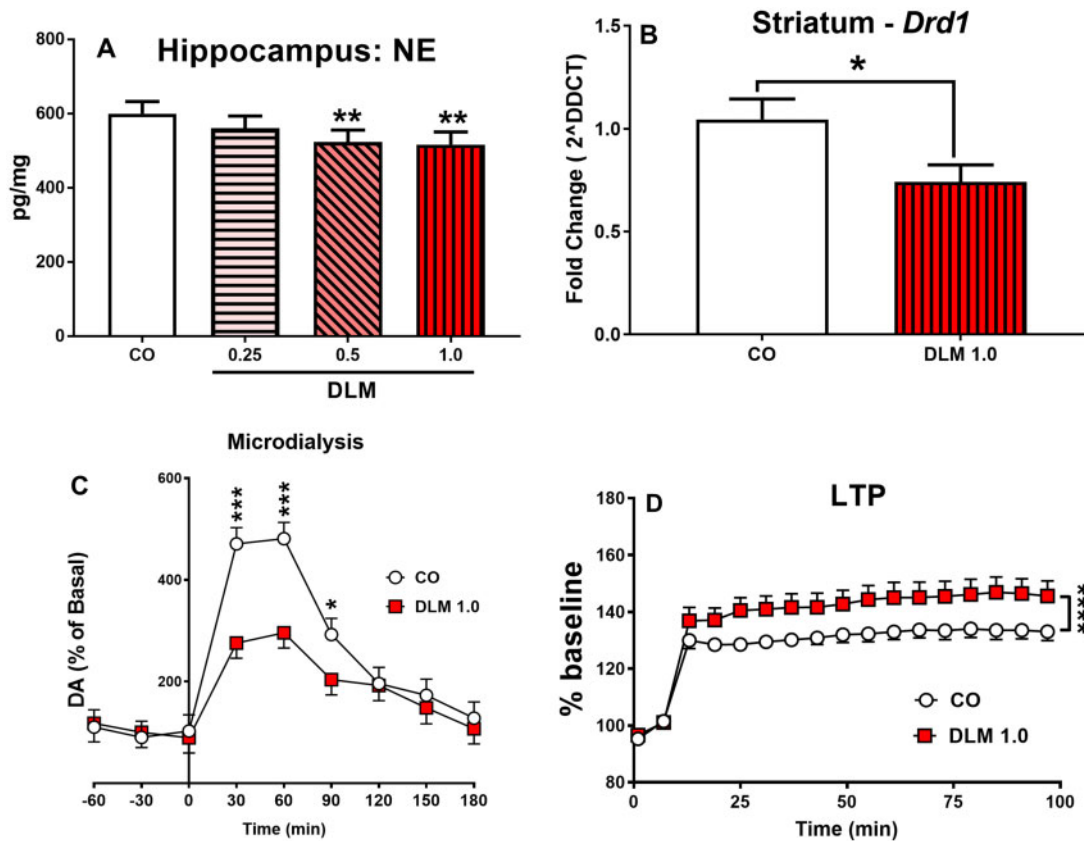 A
Hippocampus: NE
800
600
400
200
0
pg/mg
** **
CO 0.25 0.5 1.0
DLM
B
Striatum - Drd1
*
Fold Change ( 2^DDCT)
1.0
0.5
0.0
CO DLM 1.0
C
Microdialysis
600
400
200
DA (% of Basal)
*** *** *
CO
DLM 1.0
-60 -30 0 30 60 90 120 150 180
Time (min)
D
LTP
180
160
140
120
100
80
% baseline
****
CO
DLM 1.0
0 25 50 75 100
Time (min)